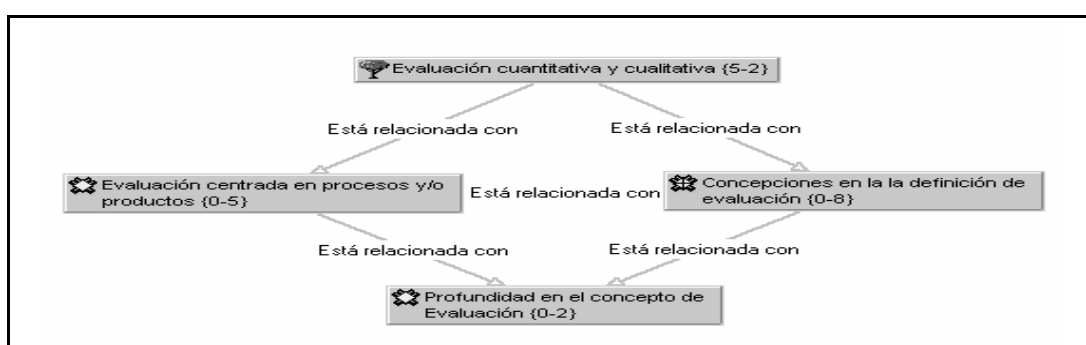 Evaluación cuantitativa y cualitativa {5-2}
Está relacionada con
Está relacionada con
Evaluación centrada en procesos y/o
productos {0-5}
Está relacionada con
Concepciones en la la definición de
evaluación {0-8}
Está relacionada con
Está relacionada con
Profundidad en el concepto de
Evaluación {0-2}